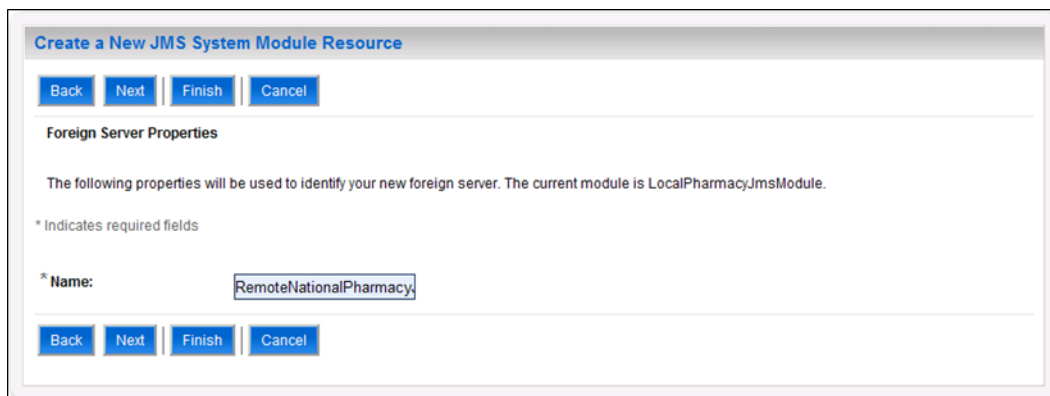 Create a New JMS System Module Resource
Back Next Finish Cancel
Foreign Server Properties
The following properties will be used to identify your new foreign server. The current module is LocalPharmacyJmsModule.
* Indicates required fields
* Name: RemoteNationalPharmacy
Back Next Finish Cancel